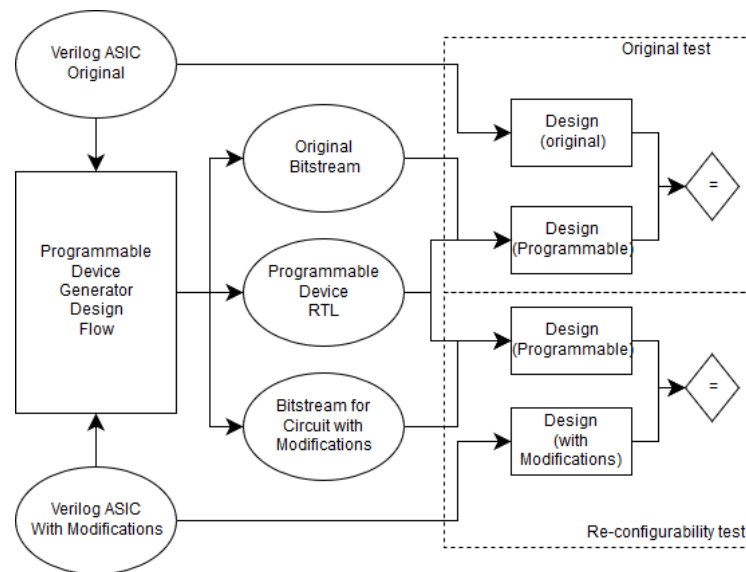 Verilog ASIC
Original
Original test
Design
(original)
Original
Bitstream
=
Programmable
Device
Generator
Design
Flow
Design
(Programmable)
Programmable
Device
RTL
Design
(Programmable)
=
Bitstream for
Circuit with
Modifications
Design
(with
Modifications)
Verilog ASIC
With Modifications
Re-configurability test